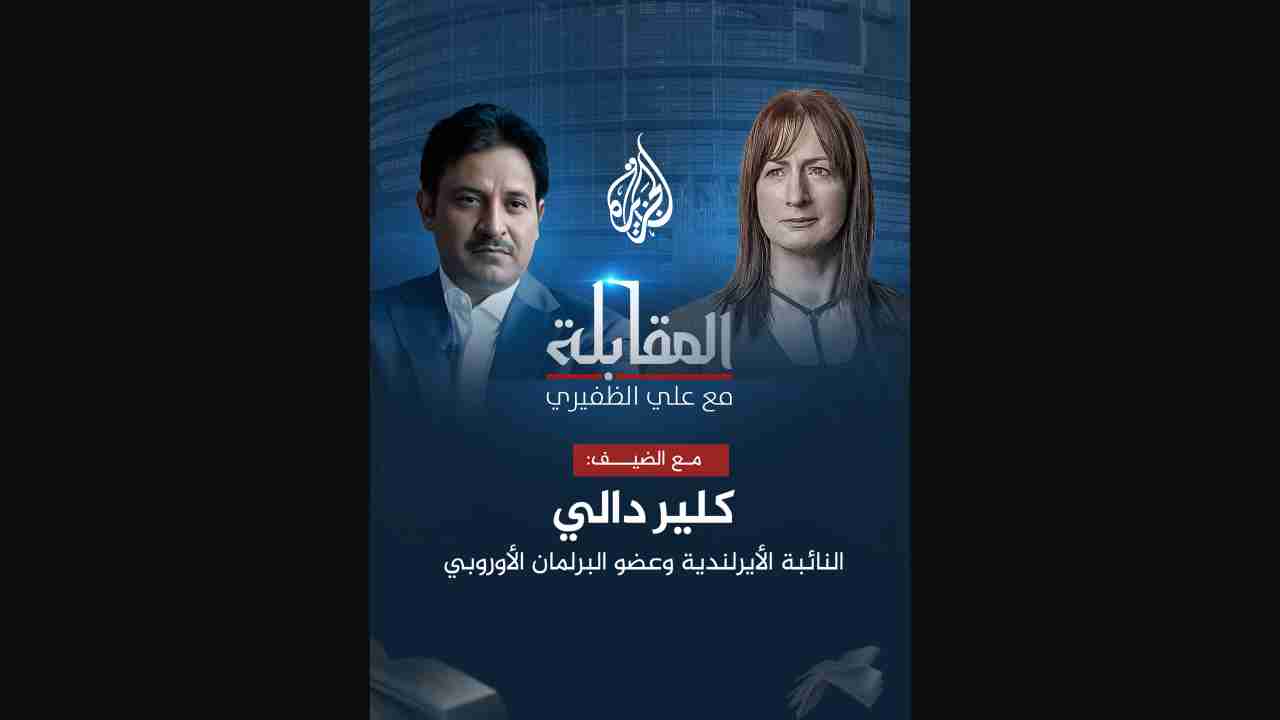 الجزيرة
المقابلة
مع علي الظفيري
مـع الضيـــف:
كلير دالي
النائبة الأيرلندية وعضو البرلمان الأوروبي